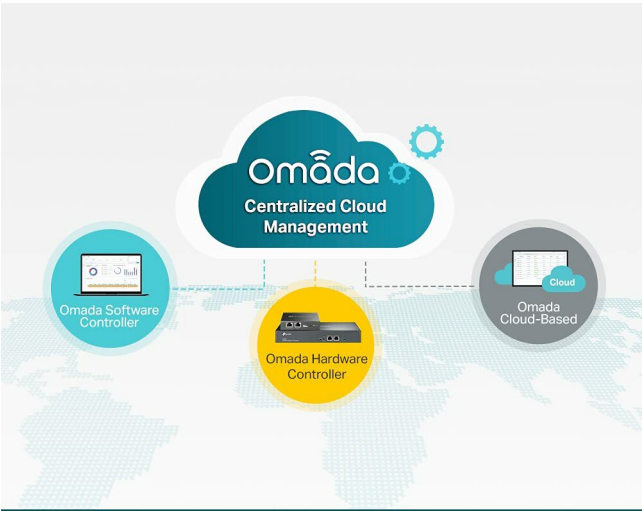 Omada
Centralized Cloud
Management
Omada Software
Controller
Omada Hardware
Controller
Cloud
Omada
Cloud-Based